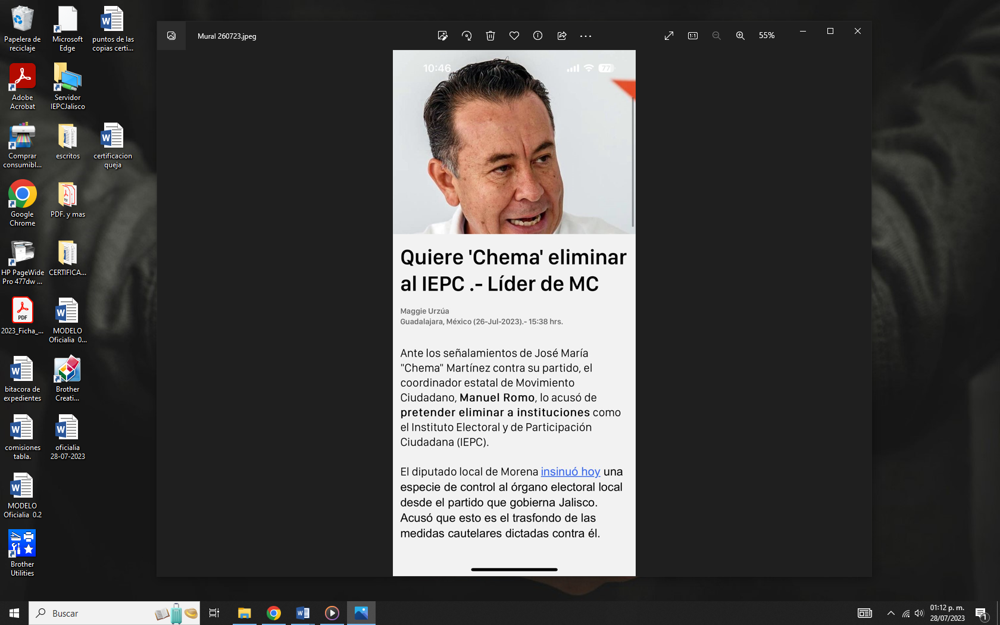 Papelera de
reciclaje
Microsoft
Edge
puntos de las
copias certi...
Adobe
Acrobat
Servidor
IEPCJalisco
Comprar
consumibl...
escritos
certificacion
queja
Google
Chrome
PDF. y mas
HP PageWide
Pro 477dw ...
CERTIFICA...
PDF
2023_Ficha_...
MODELO
Oficialia 0...
bitacora de
expedientes
Brother
Creati...
comisiones
tabla.
oficialia
28-07-2023
MODELO
Oficialia 0.2
Brother
Utilities
Mural 260723.jpeg
1:1
55%
10:46
77
Quiere 'Chema' eliminar
al IEPC .- Líder de MC
Maggie Urzúa
Guadalajara, México (26-Jul-2023).- 15:38 hrs.
Ante los señalamientos de José María
"Chema" Martínez contra su partido, el
coordinador estatal de Movimiento
Ciudadano, Manuel Romo, lo acusó de
pretender eliminar a instituciones como
el Instituto Electoral y de Participación
Ciudadana (IEPC).
El diputado local de Morena insinuó hoy una
especie de control al órgano electoral local
desde el partido que gobierna Jalisco.
Acusó que esto es el trasfondo de las
medidas cautelares dictadas contra él.
Buscar
01:12 p. m.
28/07/2023
1